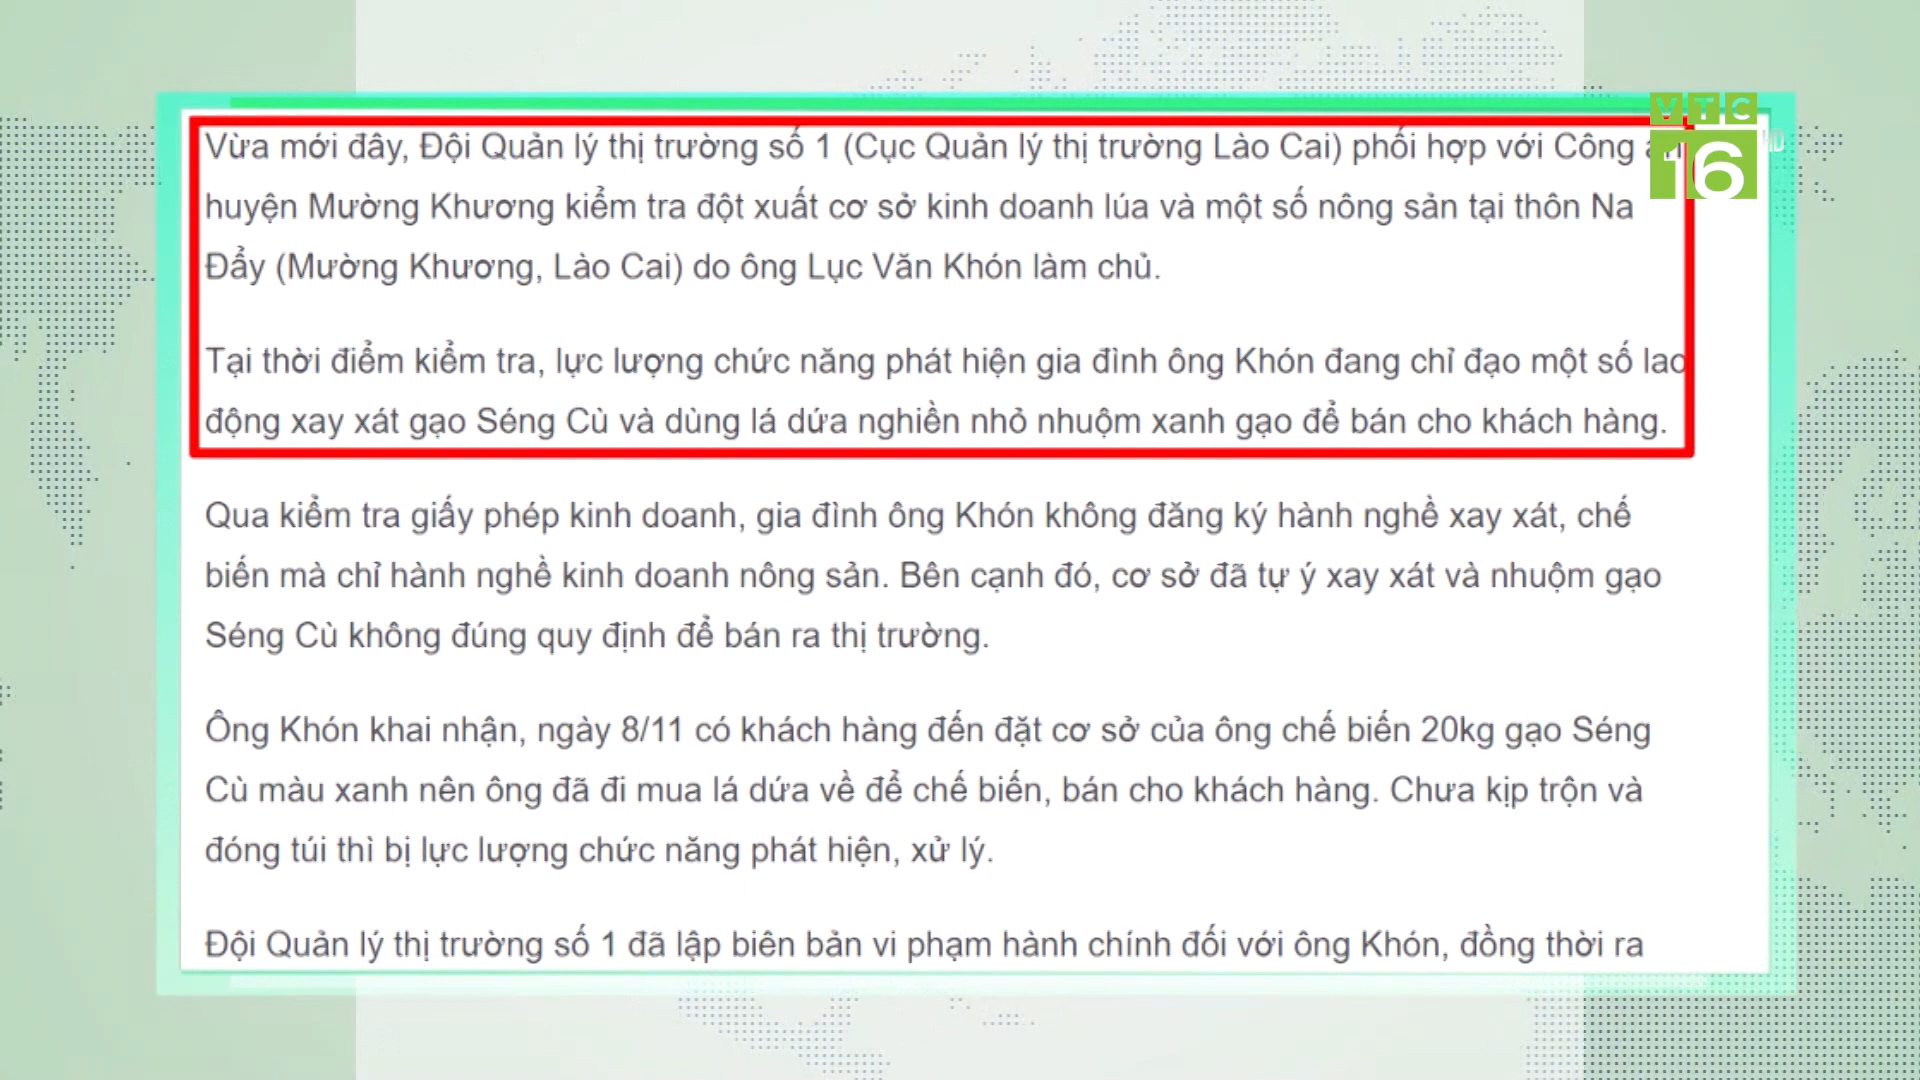 Vừa mới đây, Đội Quản lý thị trường số 1 (Cục Quản lý thị trường Lào Cai) phối hợp với Công an
huyện Mường Khương kiểm tra đột xuất cơ sở kinh doanh lúa và một số nông sản tại thôn Na
Đẩy (Mường Khương, Lào Cai) do ông Lục Văn Khón làm chủ.
Tại thời điểm kiểm tra, lực lượng chức năng phát hiện gia đình ông Khón đang chỉ đạo một số lao
động xay xát gạo Séng Cù và dùng lá dứa nghiền nhỏ nhuộm xanh gạo để bán cho khách hàng.
Qua kiểm tra giấy phép kinh doanh, gia đình ông Khón không đăng ký hành nghề xay xát, chế
biến mà chỉ hành nghề kinh doanh nông sản. Bên cạnh đó, cơ sở đã tự ý xay xát và nhuộm gạo
Séng Cù không đúng quy định để bán ra thị trường.
Ông Khón khai nhận, ngày 8/11 có khách hàng đến đặt cơ sở của ông chế biến 20kg gạo Séng
Cù màu xanh nên ông đã đi mua lá dứa về để chế biến, bán cho khách hàng. Chưa kịp trộn và
đóng túi thì bị lực lượng chức năng phát hiện, xử lý.
Đội Quản lý thị trường số 1 đã lập biên bản vi phạm hành chính đối với ông Khón, đồng thời ra
VTC
16 HD